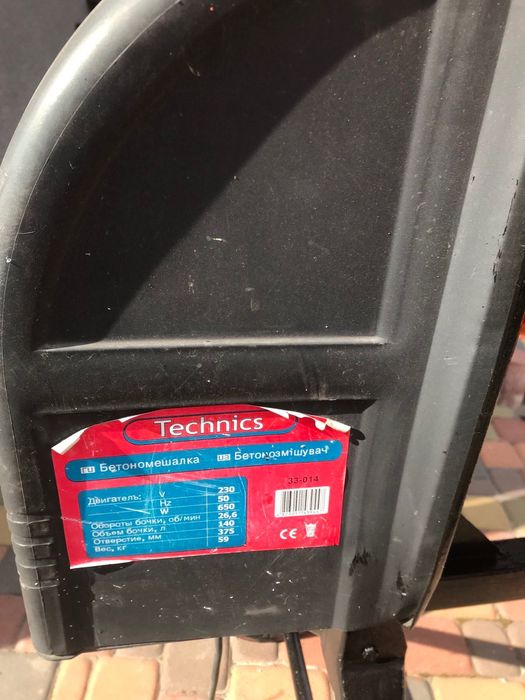 Technics
RU Бетономешалка UA Бетонозмішувач
33-014
Двигатель: V 230
Hz 50
W 650
Обороты бочки, об/мин 26,6
Объем бочки, л 140
Отверстие, мм 375
Вес, кг 59
CE